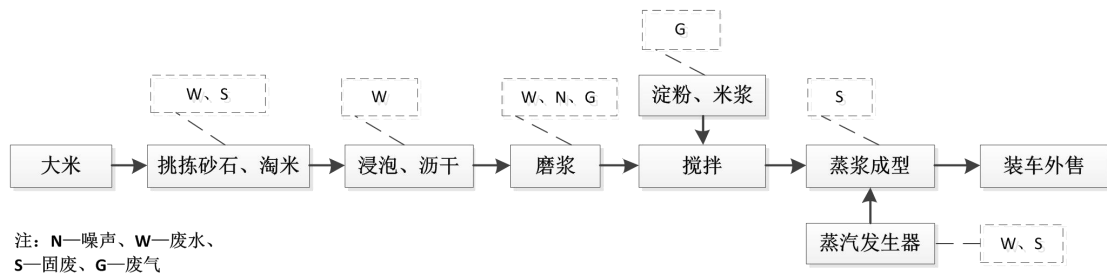 G
W、S
W
W、N、G
淀粉、米浆
S
大米
挑拣砂石、淘米
浸泡、沥干
磨浆
搅拌
蒸浆成型
装车外售
蒸汽发生器
W、S
注：N—噪声、W—废水、
S—固废、G—废气